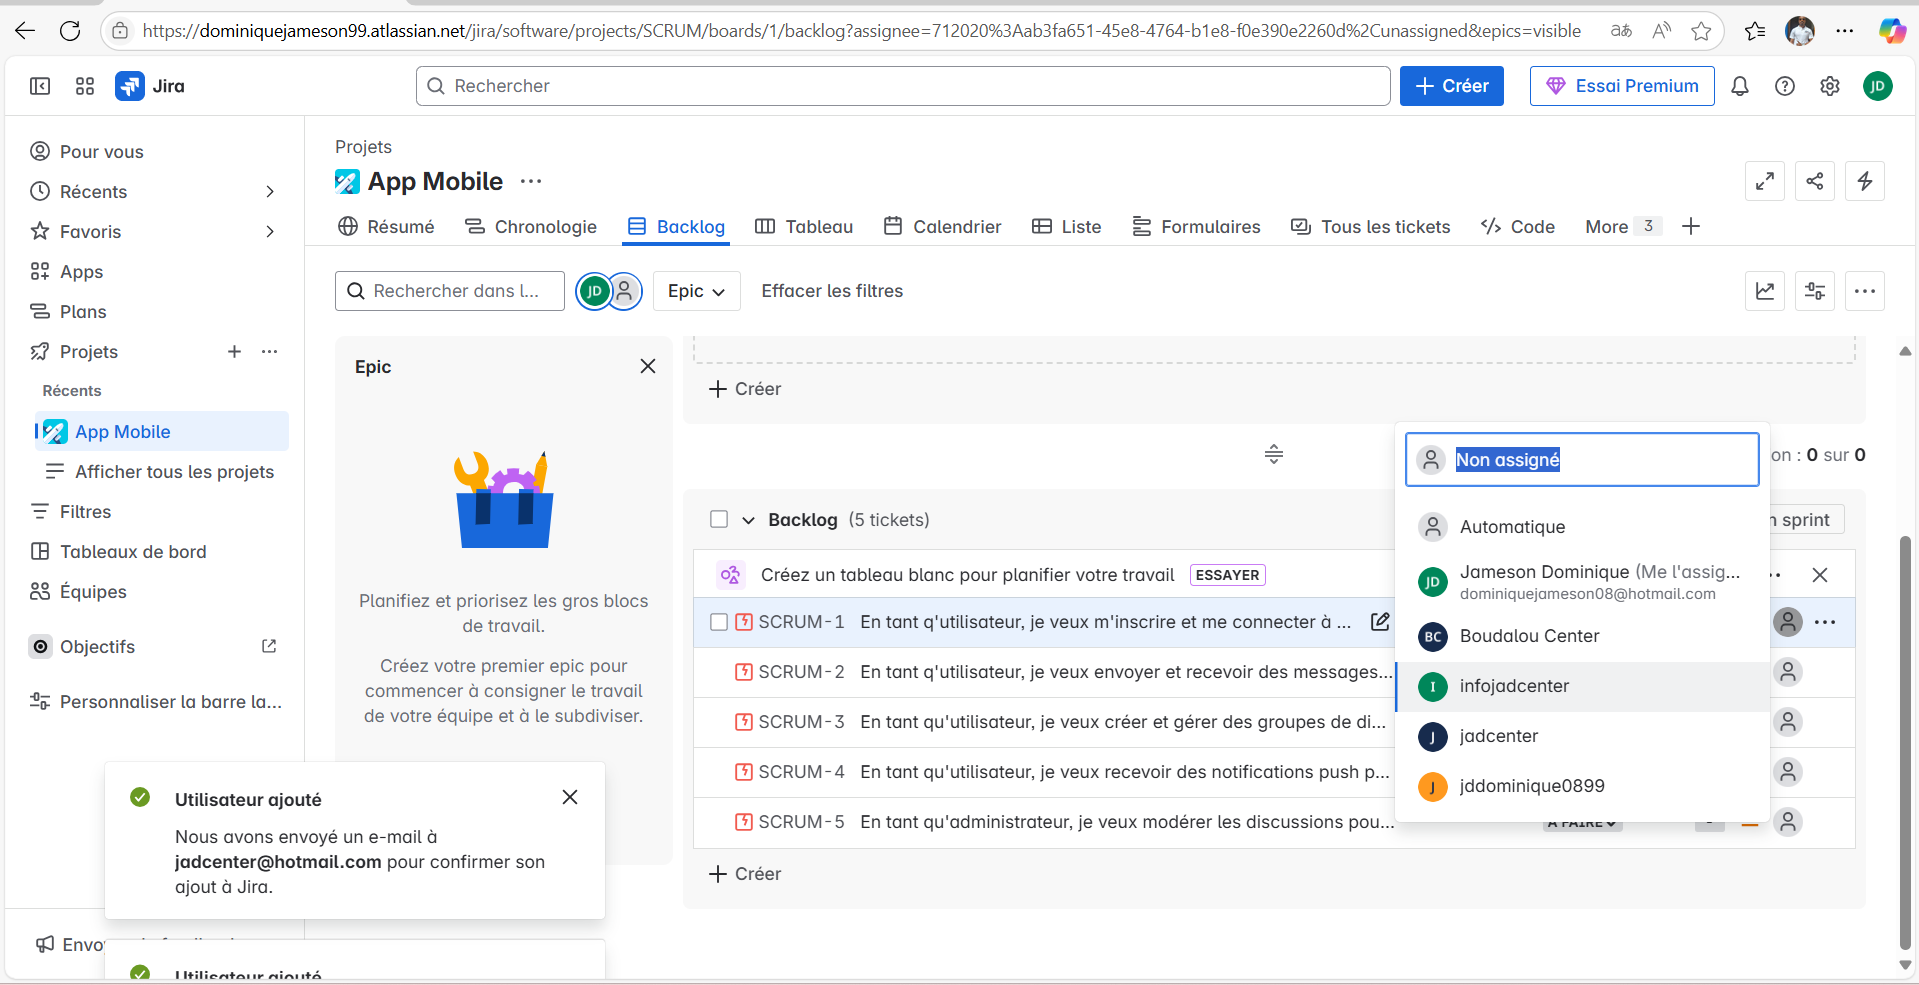 https://dominiquejameson99.atlassian.net/jira/software/projects/SCRUM/boards/1/backlog?assignee=712020%3Aab3fa651-45e8-4764-b1e8-f0e390e2260d%2Cunassigned&epics=visible
Jira
Rechercher
Créer
Essai Premium
JD
Pour vous
Récents
Favoris
Apps
Plans
Projets
Récents
App Mobile
Afficher tous les projets
Filtres
Tableaux de bord
Équipes
Objectifs
Personnaliser la barre la...
Projets
App Mobile
Résumé
Chronologie
Backlog
Tableau
Calendrier
Liste
Formulaires
Tous les tickets
Code
More 3
Rechercher dans l...
JD
Epic
Effacer les filtres
Epic
Planifiez et priorisez les gros blocs
de travail.
Créez votre premier epic pour
commencer à consigner le travail
de votre équipe et à le subdiviser.
Créer
on : 0 sur 0
Backlog (5 tickets)
sprint
Créez un tableau blanc pour planifier votre travail ESSAYER
SCRUM-1 En tant q'utilisateur, je veux m'inscrire et me connecter à ...
SCRUM-2 En tant q'utilisateur, je veux envoyer et recevoir des messages...
SCRUM-3 En tant qu'utilisateur, je veux créer et gérer des groupes de di...
SCRUM-4 En tant qu'utilisateur, je veux recevoir des notifications push p...
SCRUM-5 En tant qu'administrateur, je veux modérer les discussions pou...
À FAIRE
Créer
Non assigné
Automatique
JD Jameson Dominique (Me l'assig...
dominiquejameson08@hotmail.com
BC Boudalou Center
I infojadcenter
J jadcenter
J jddominique0899
Utilisateur ajouté
Nous avons envoyé un e-mail à
jadcenter@hotmail.com pour confirmer son
ajout à Jira.
Utilisateur ajouté